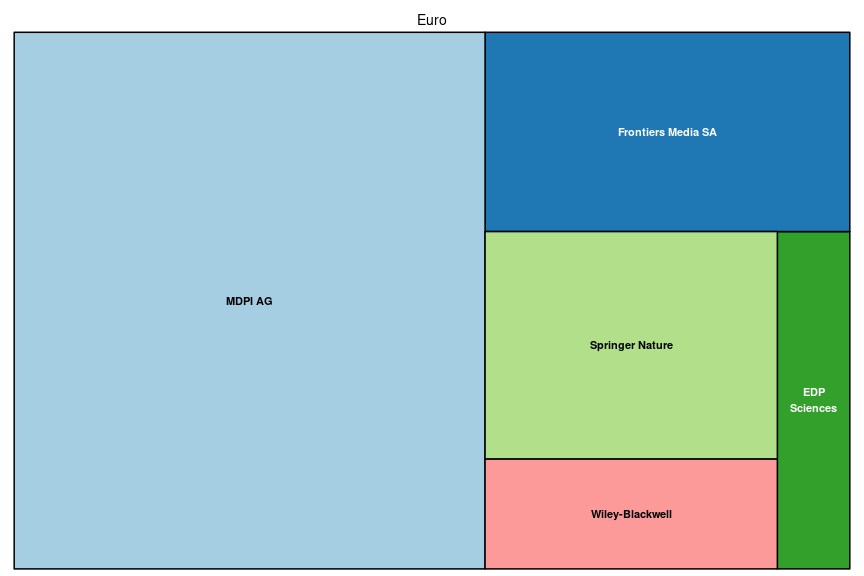 Euro
MDPI AG
Frontiers Media SA
Springer Nature
EDP
Sciences
Wiley-Blackwell